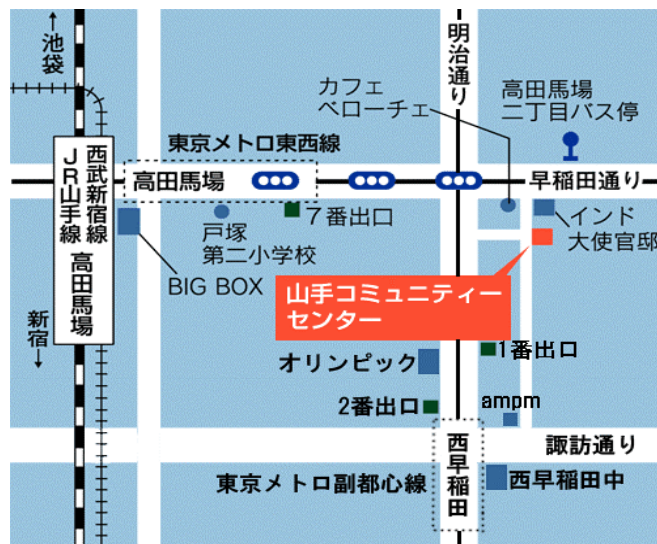 ←池袋
明治通り
カフェ
ベローチェ
高田馬場
二丁目バス停
東京メトロ東西線
高田馬場
早稲田通り
西武新宿線
JR山手線
高田馬場
７番出口
戸塚
第二小学校
BIG BOX
インド
大使官邸
山手コミュニティー
センター
新宿→
オリンピック
1番出口
2番出口
ampm
西早稲田
諏訪通り
東京メトロ副都心線
西早稲田中